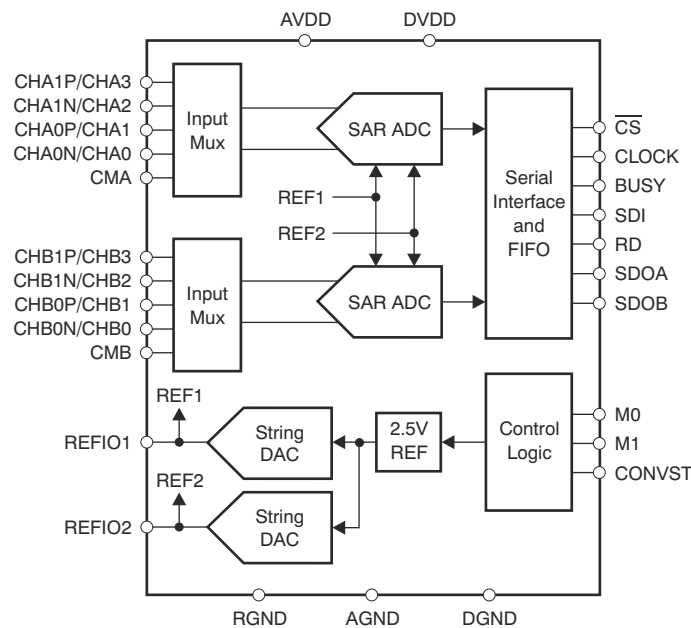 AVDD DVDD
CHA1P/CHA3
CHA1N/CHA2
CHA0P/CHA1
CHA0N/CHA0
CMA
Input
Mux
SAR ADC
REF1
REF2
CHB1P/CHB3
CHB1N/CHB2
CHB0P/CHB1
CHB0N/CHB0
CMB
Input
Mux
SAR ADC
Serial
Interface
and
FIFO
C̅S̅
CLOCK
BUSY
SDI
RD
SDOA
SDOB
REF1
REFIO1
String
DAC
2.5V
REF
Control
Logic
M0
M1
CONVST
REF2
REFIO2
String
DAC
RGND AGND DGND